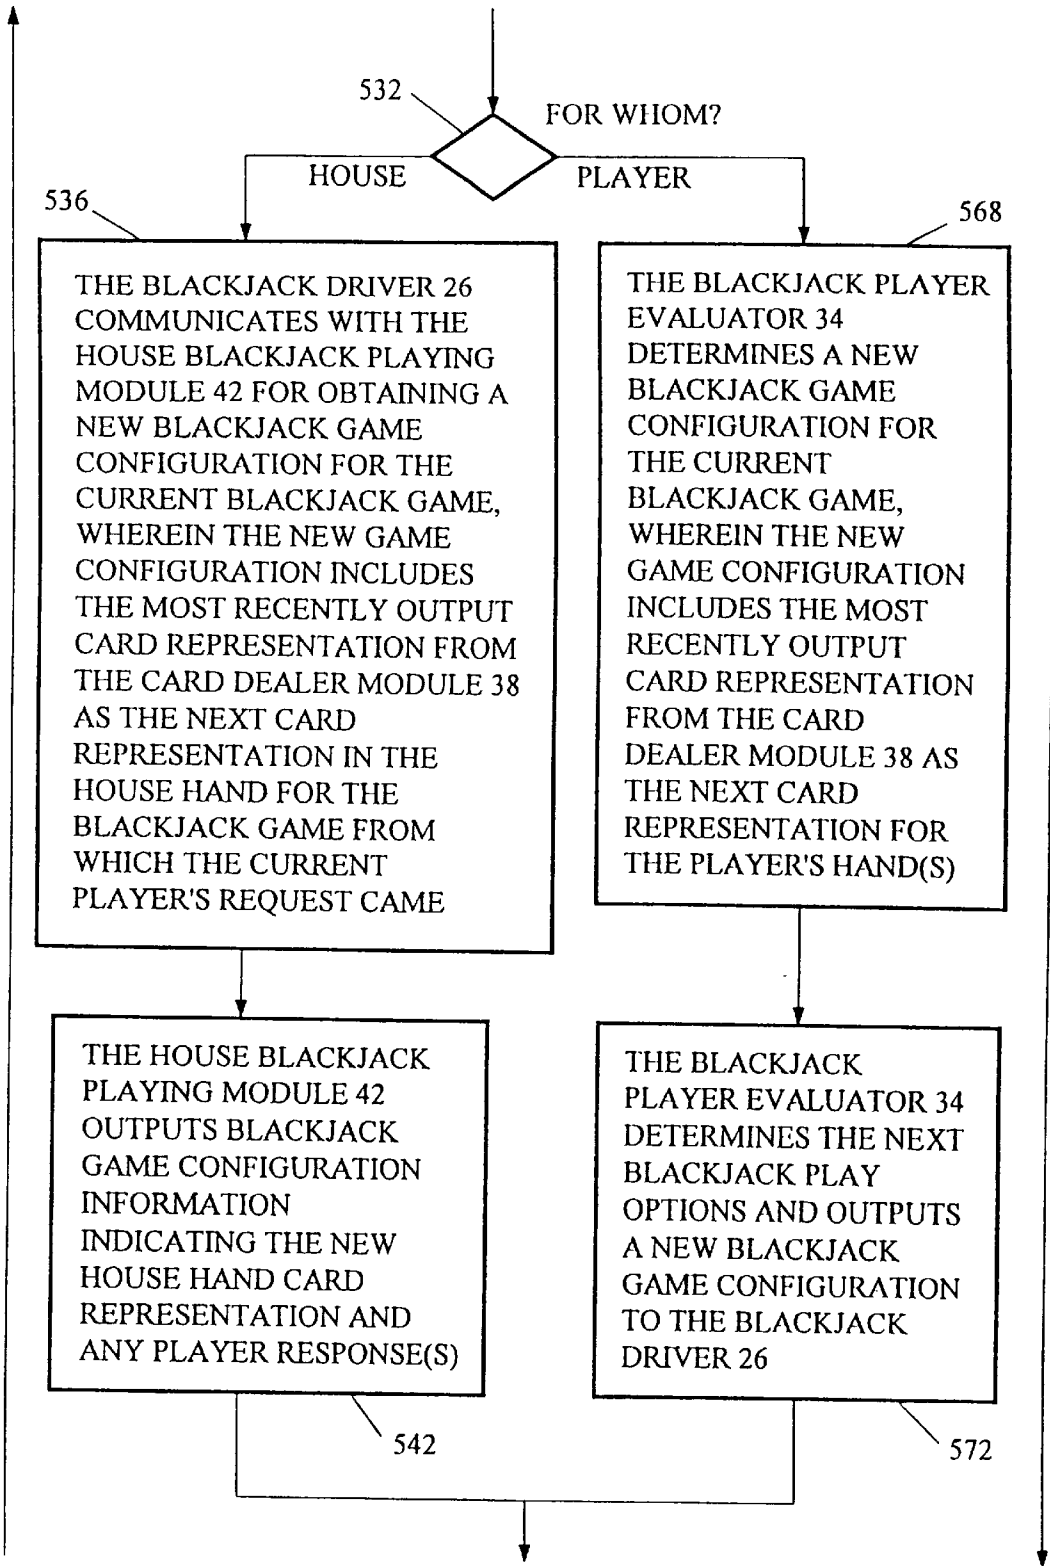 532
FOR WHOM?
HOUSE
PLAYER
536
THE BLACKJACK DRIVER 26
COMMUNICATES WITH THE
HOUSE BLACKJACK PLAYING
MODULE 42 FOR OBTAINING A
NEW BLACKJACK GAME
CONFIGURATION FOR THE
CURRENT BLACKJACK GAME,
WHEREIN THE NEW GAME
CONFIGURATION INCLUDES
THE MOST RECENTLY OUTPUT
CARD REPRESENTATION FROM
THE CARD DEALER MODULE 38
AS THE NEXT CARD
REPRESENTATION IN THE
HOUSE HAND FOR THE
BLACKJACK GAME FROM
WHICH THE CURRENT
PLAYER'S REQUEST CAME
568
THE BLACKJACK PLAYER
EVALUATOR 34
DETERMINES A NEW
BLACKJACK GAME
CONFIGURATION FOR
THE CURRENT
BLACKJACK GAME,
WHEREIN THE NEW
GAME CONFIGURATION
INCLUDES THE MOST
RECENTLY OUTPUT
CARD REPRESENTATION
FROM THE CARD
DEALER MODULE 38 AS
THE NEXT CARD
REPRESENTATION FOR
THE PLAYER'S HAND(S)
THE HOUSE BLACKJACK
PLAYING MODULE 42
OUTPUTS BLACKJACK
GAME CONFIGURATION
INFORMATION
INDICATING THE NEW
HOUSE HAND CARD
REPRESENTATION AND
ANY PLAYER RESPONSE(S)
542
THE BLACKJACK
PLAYER EVALUATOR 34
DETERMINES THE NEXT
BLACKJACK PLAY
OPTIONS AND OUTPUTS
A NEW BLACKJACK
GAME CONFIGURATION
TO THE BLACKJACK
DRIVER 26
572